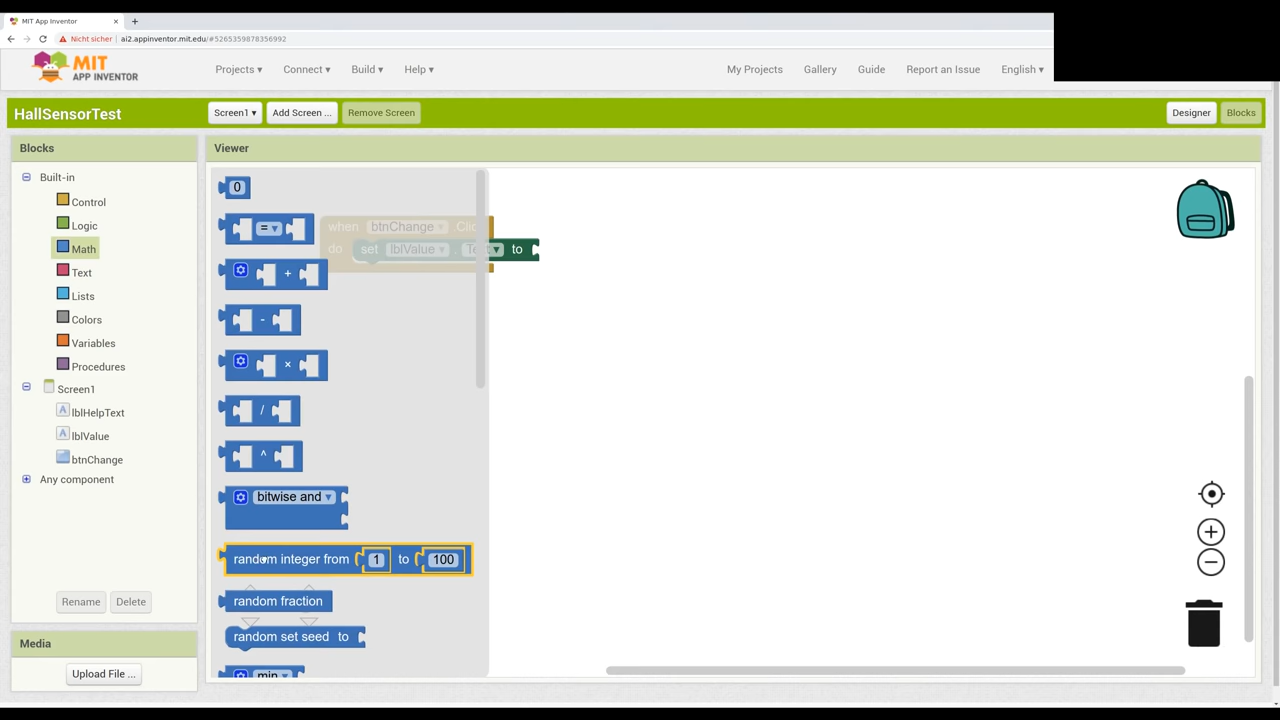 MIT App Inventor
Nicht sicher
ai2.appinventor.mit.edu/#5265359878356992
MIT
APP INVENTOR
Projects
Connect
Build
Help
My Projects
Gallery
Guide
Report an Issue
English
HallSensorTest
Screen1
Add Screen ...
Remove Screen
Designer
Blocks
Blocks
Viewer
Built-in
Control
Logic
Math
Text
Lists
Colors
Variables
Procedures
Screen1
lblHelpText
lblValue
btnChange
Any component
Rename
Delete
Media
Upload File ...
0
=
+
-
×
/
^
bitwise and
random integer from 1 to 100
random fraction
random set seed to
min
when btnChange
do set lblValue to